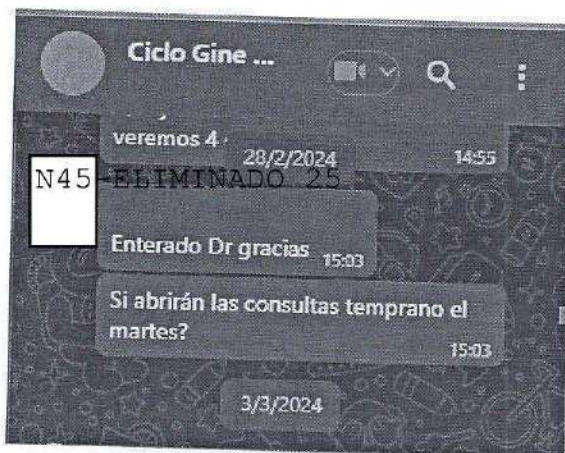 Ciclo Gine ...
veremos 4
28/2/2024 14:55
N45-ELIMINADO 25
Enterado Dr gracias 15:03
Si abrirán las consultas temprano el
martes?
15:03
3/3/2024